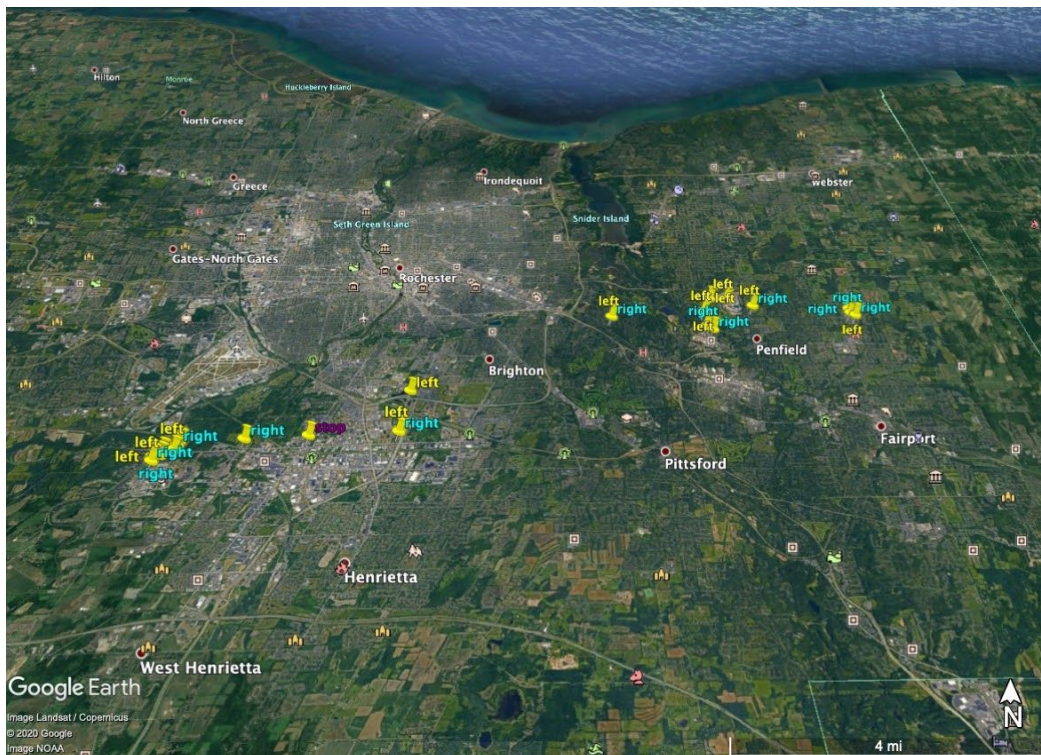 Hilton
Monroe
Huckleberry Island
North Greece
Greece
Irondequoit
Webster
Seth Green Island
Snider Island
Gates-North Gates
Rochester
left
left
left
left
left
right
right
right
right
right
left
right
left
Penfield
Brighton
left
left
right
stop
right
left
right
left
left
right
right
Fairport
Pittsford
Henrietta
West Henrietta
Google Earth
Image Landsat / Copernicus
© 2020 Google
Image NOAA
4 mi
N